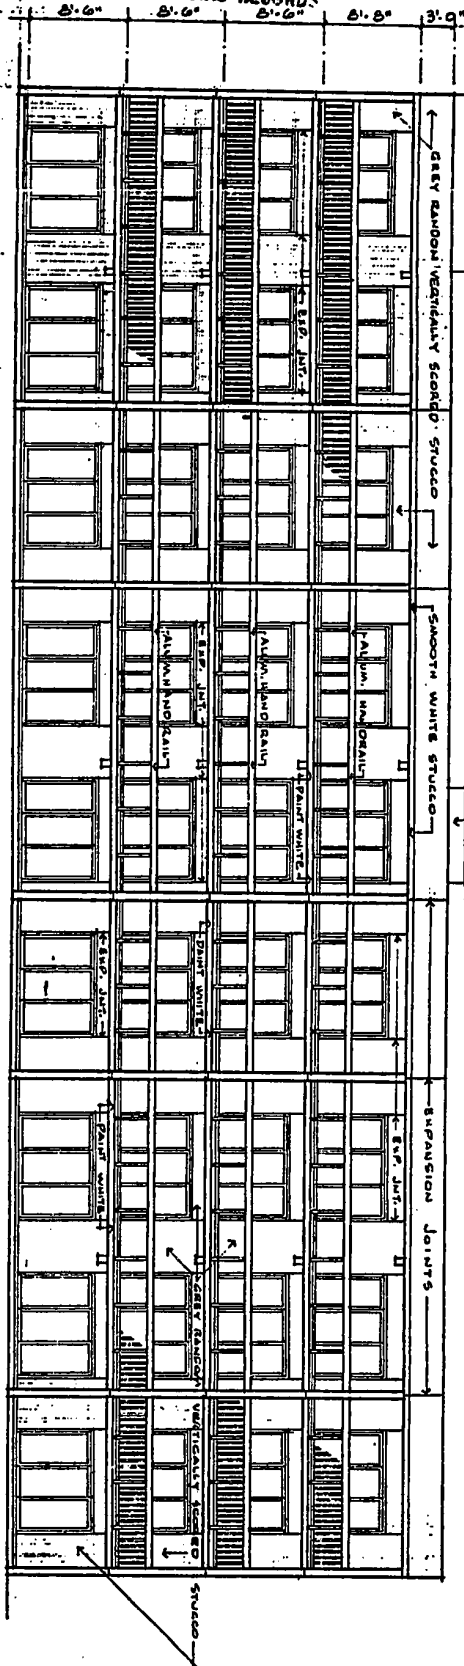 8'-6"
8'-6"
8'-6"
8'-8"
3'-9"
GREY RANDOM VERTICALLY SCORED STUCCO
SMOOTH WHITE STUCCO
EXPANSION JOINTS
EXP. JNT.
ALUM. HANDRAIL
EXP. JNT.
ALUM. HANDRAIL
PAINT WHITE
EXP. JNT.
ALUM. HANDRAIL
PAINT WHITE
GREY RANDOM VERTICALLY SCORED
STUCCO
EXP. JNT.
PAINT WHITE